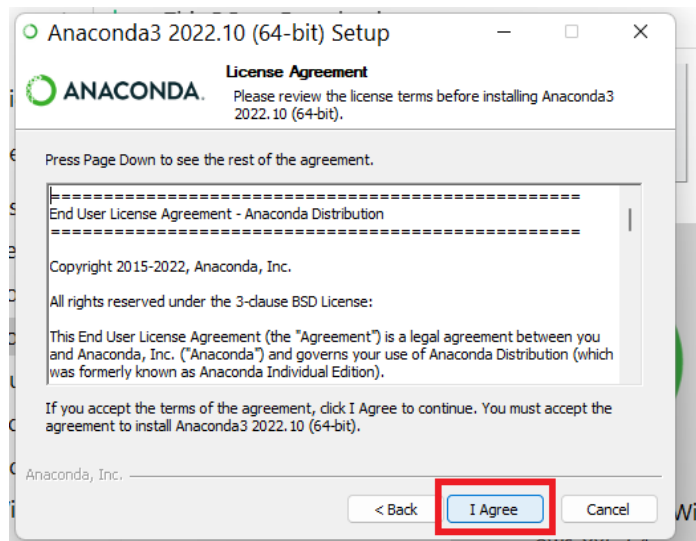 Anaconda3 2022.10 (64-bit) Setup
ANACONDA.
License Agreement
Please review the license terms before installing Anaconda3
2022.10 (64-bit).
Press Page Down to see the rest of the agreement.
====================================================
End User License Agreement - Anaconda Distribution
====================================================
Copyright 2015-2022, Anaconda, Inc.
All rights reserved under the 3-clause BSD License:
This End User License Agreement (the "Agreement") is a legal agreement between you
and Anaconda, Inc. ("Anaconda") and governs your use of Anaconda Distribution (which
was formerly known as Anaconda Individual Edition).
If you accept the terms of the agreement, click I Agree to continue. You must accept the
agreement to install Anaconda3 2022.10 (64-bit).
Anaconda, Inc.
< Back I Agree Cancel